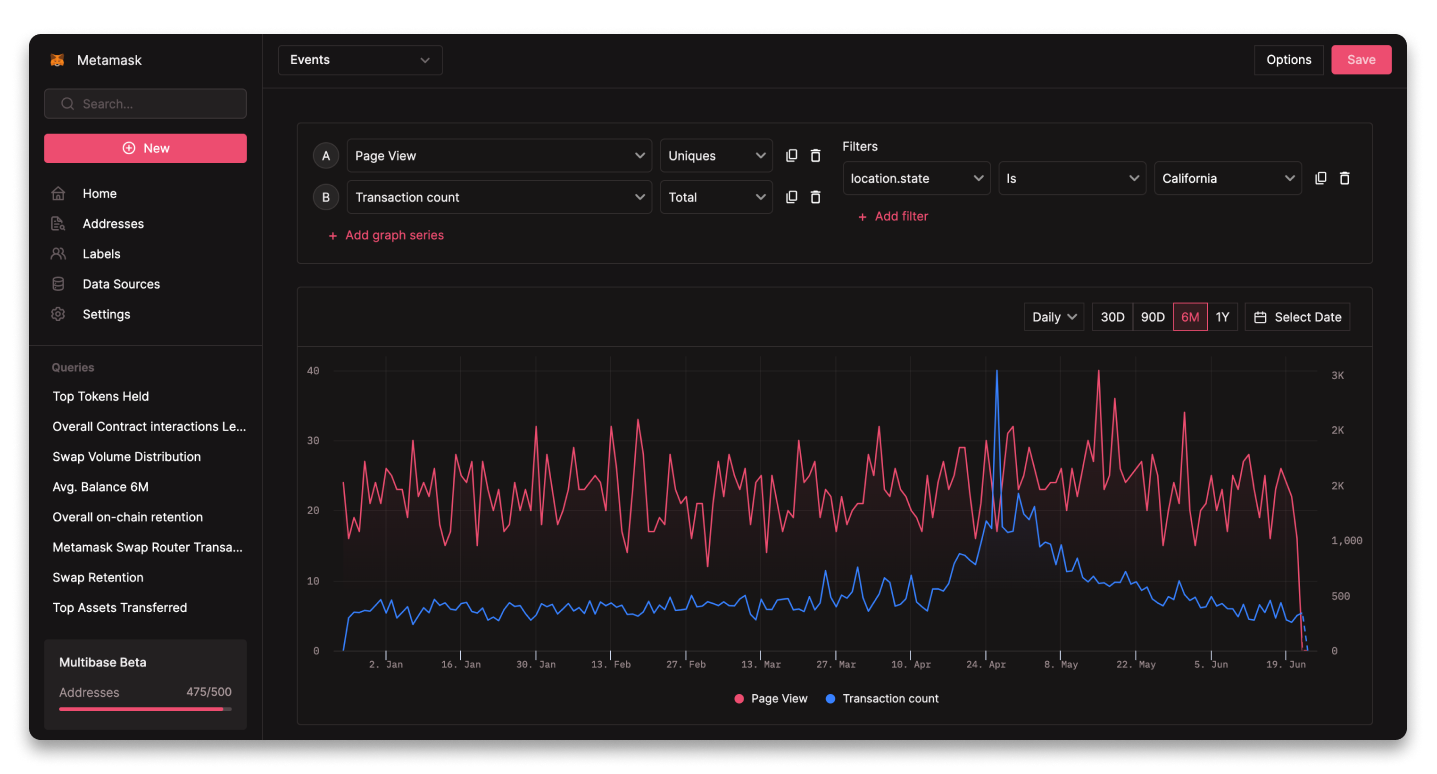 Metamask
Search...
New
Home
Addresses
Labels
Data Sources
Settings
Queries
Top Tokens Held
Overall Contract interactions Le...
Swap Volume Distribution
Avg. Balance 6M
Overall on-chain retention
Metamask Swap Router Transa...
Swap Retention
Top Assets Transferred
Multibase Beta
Addresses 475/500
Events
Options Save
A Page View Uniques
B Transaction count Total
+ Add graph series
Filters
location.state Is California
+ Add filter
Daily 30D 90D 6M 1Y Select Date
40
30
20
10
0
3K
2K
2K
1,000
500
0
2. Jan 16. Jan 30. Jan 13. Feb 27. Feb 13. Mar 27. Mar 10. Apr 24. Apr 8. May 22. May 5. Jun 19. Jun
Page View Transaction count